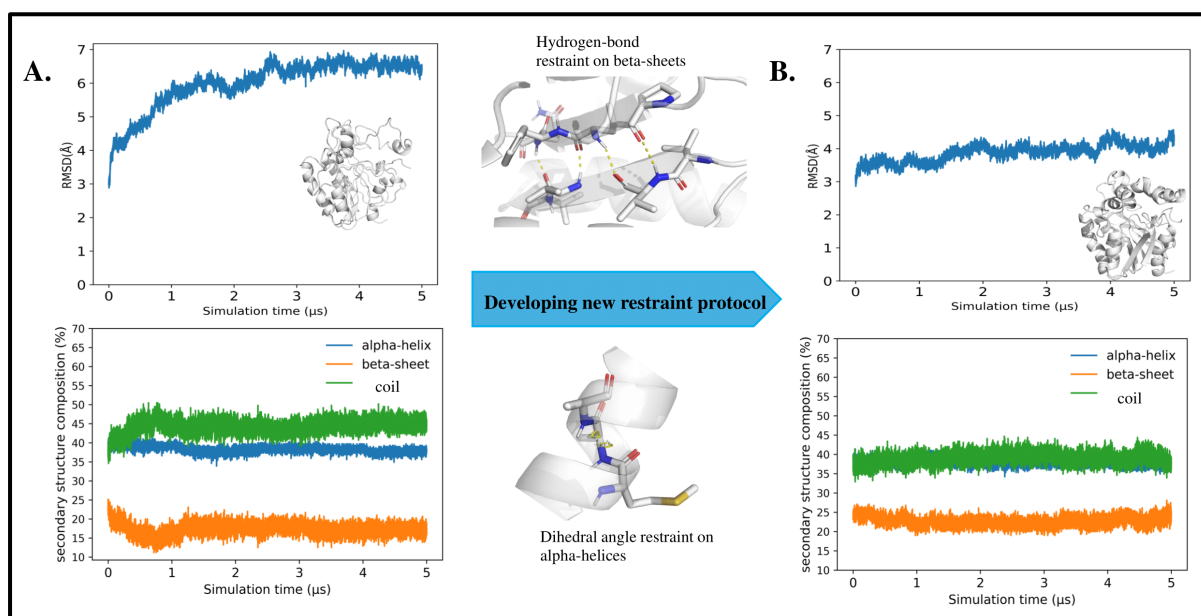 A.
7
6
5
4
3
2
1
0
RMSD(Å)
0 1 2 3 4 5
Simulation time (μs)
70
65
60
55
50
45
40
35
30
25
20
15
10
secondary structure composition (%)
alpha-helix
beta-sheet
coil
0 1 2 3 4 5
Simulation time (μs)
Hydrogen-bond
restraint on beta-sheets
Developing new restraint protocol
Dihedral angle restraint on
alpha-helices
B.
7
6
5
4
3
2
1
0
RMSD(Å)
0 1 2 3 4 5
Simulation time (μs)
70
65
60
55
50
45
40
35
30
25
20
15
10
secondary structure composition (%)
alpha-helix
beta-sheet
coil
0 1 2 3 4 5
Simulation time (μs)